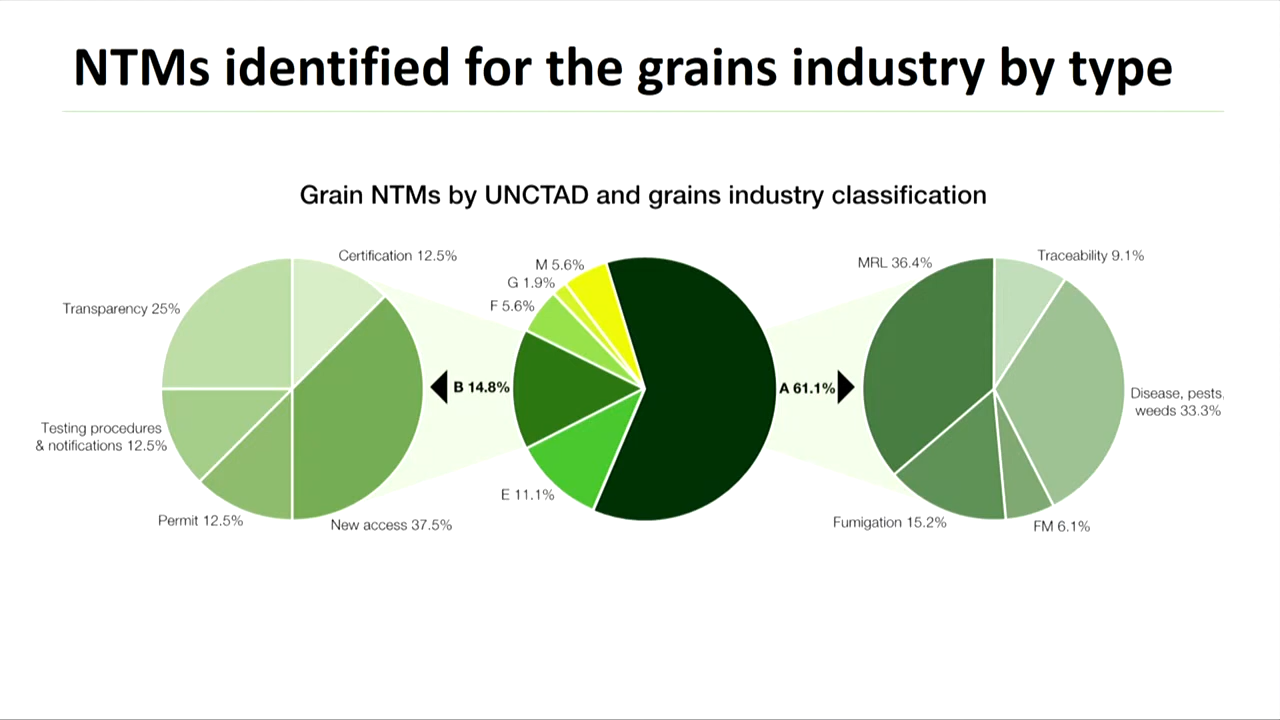 NTMs identified for the grains industry by type
Grain NTMs by UNCTAD and grains industry classification
Certification 12.5%
Transparency 25%
Testing procedures
& notifications 12.5%
Permit 12.5%
New access 37.5%
M 5.6%
G 1.9%
F 5.6%
B 14.8%
E 11.1%
A 61.1%
MRL 36.4%
Traceability 9.1%
Disease, pests,
weeds 33.3%
Fumigation 15.2%
FM 6.1%